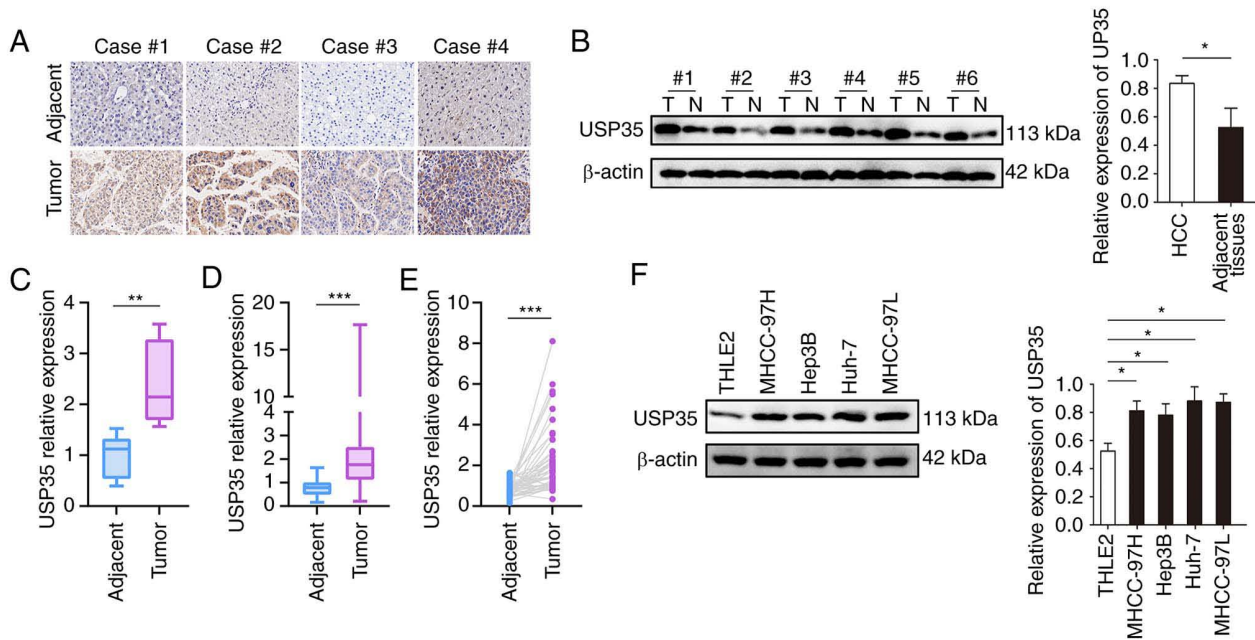 A
Case #1 Case #2 Case #3 Case #4
Adjacent
Tumor
B
#1 #2 #3 #4 #5 #6
T N T N T N T N T N T N
USP35
113 kDa
β-actin
42 kDa
Relative expression of UP35
1.0
0.8
0.6
0.4
0.2
0.0
*
HCC
Adjacent
tissues
C
USP35 relative expression
4
3
2
1
0
**
Adjacent
Tumor
D
USP35 relative expression
20
15
10
4
3
2
1
0
***
Adjacent
Tumor
E
USP35 relative expression
10
8
6
4
2
0
***
Adjacent
Tumor
F
THLE2
MHCC-97H
Hep3B
Huh-7
MHCC-97L
USP35
113 kDa
β-actin
42 kDa
Relative expression of USP35
1.0
0.8
0.6
0.4
0.2
0.0
*
*
*
*
THLE2
MHCC-97H
Hep3B
Huh-7
MHCC-97L